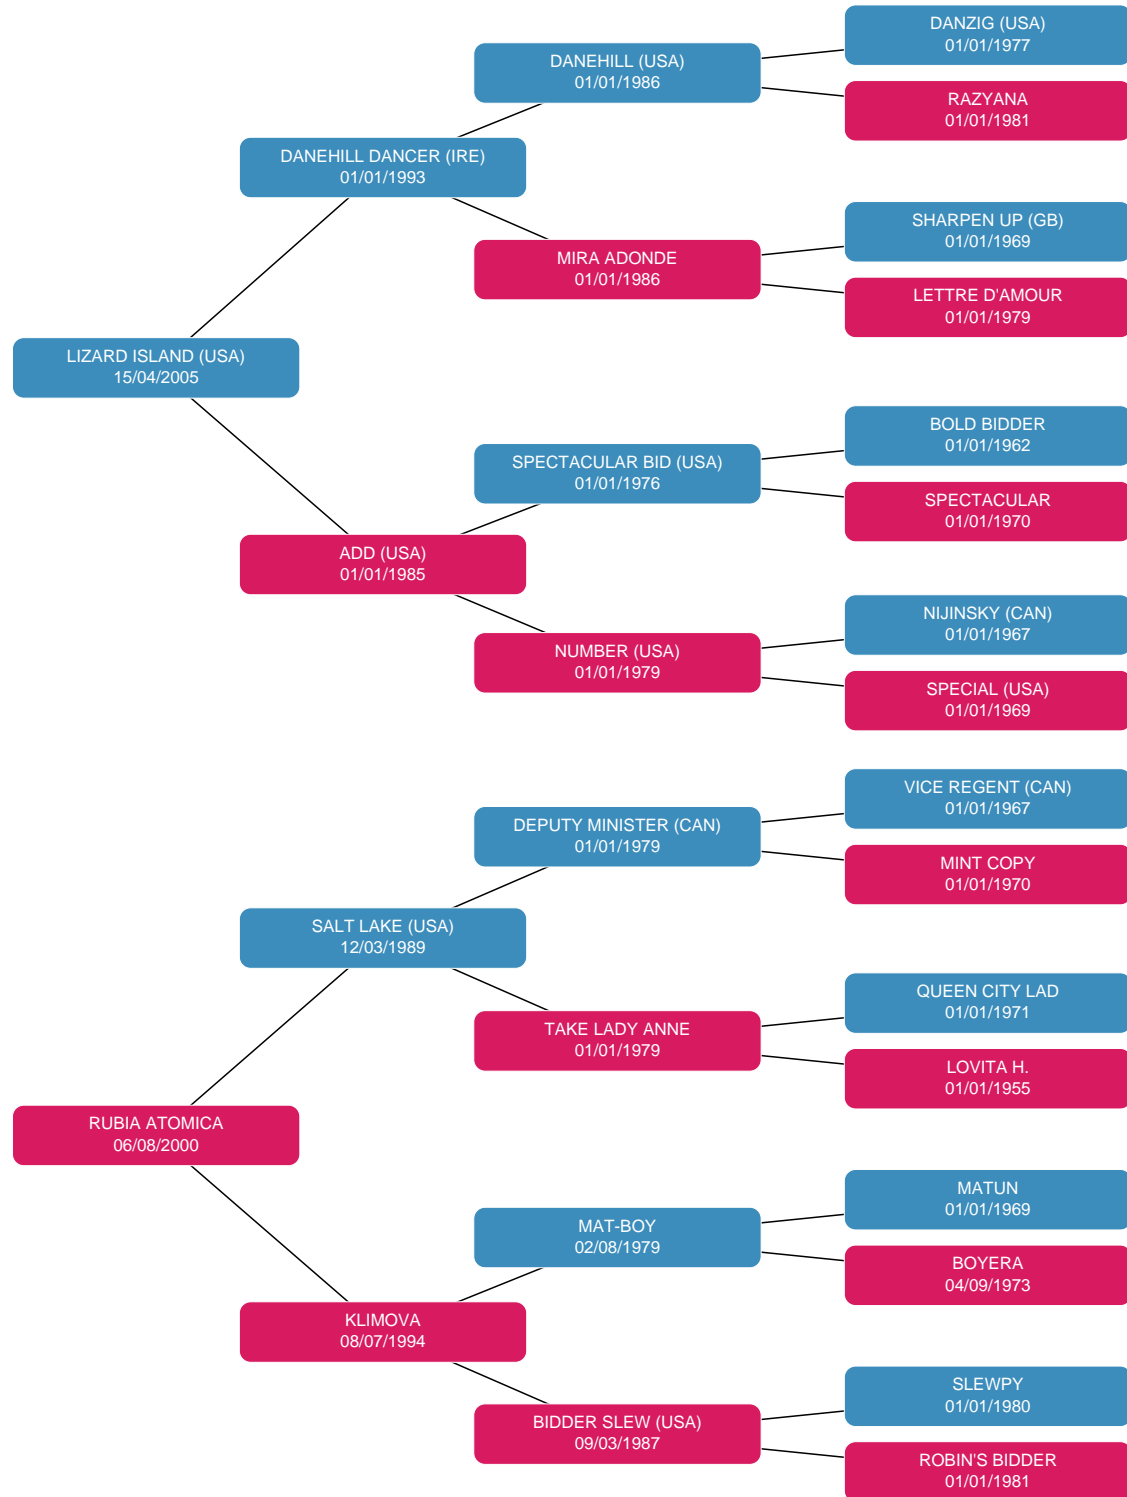 DANZIG (USA)
01/01/1977
DANEHILL (USA)
01/01/1986
RAZYANA
01/01/1981
DANEHILL DANCER (IRE)
01/01/1993
SHARPEN UP (GB)
01/01/1969
MIRA ADONDE
01/01/1986
LETTRE D'AMOUR
01/01/1979
LIZARD ISLAND (USA)
15/04/2005
BOLD BIDDER
01/01/1962
SPECTACULAR BID (USA)
01/01/1976
SPECTACULAR
01/01/1970
ADD (USA)
01/01/1985
NIJINSKY (CAN)
01/01/1967
NUMBER (USA)
01/01/1979
SPECIAL (USA)
01/01/1969
VICE REGENT (CAN)
01/01/1967
DEPUTY MINISTER (CAN)
01/01/1979
MINT COPY
01/01/1970
SALT LAKE (USA)
12/03/1989
QUEEN CITY LAD
01/01/1971
TAKE LADY ANNE
01/01/1979
LOVITA H.
01/01/1955
RUBIA ATOMICA
06/08/2000
MATUN
01/01/1969
MAT-BOY
02/08/1979
BOYERA
04/09/1973
KLIMOVA
08/07/1994
SLEWPY
01/01/1980
BIDDER SLEW (USA)
09/03/1987
ROBIN'S BIDDER
01/01/1981